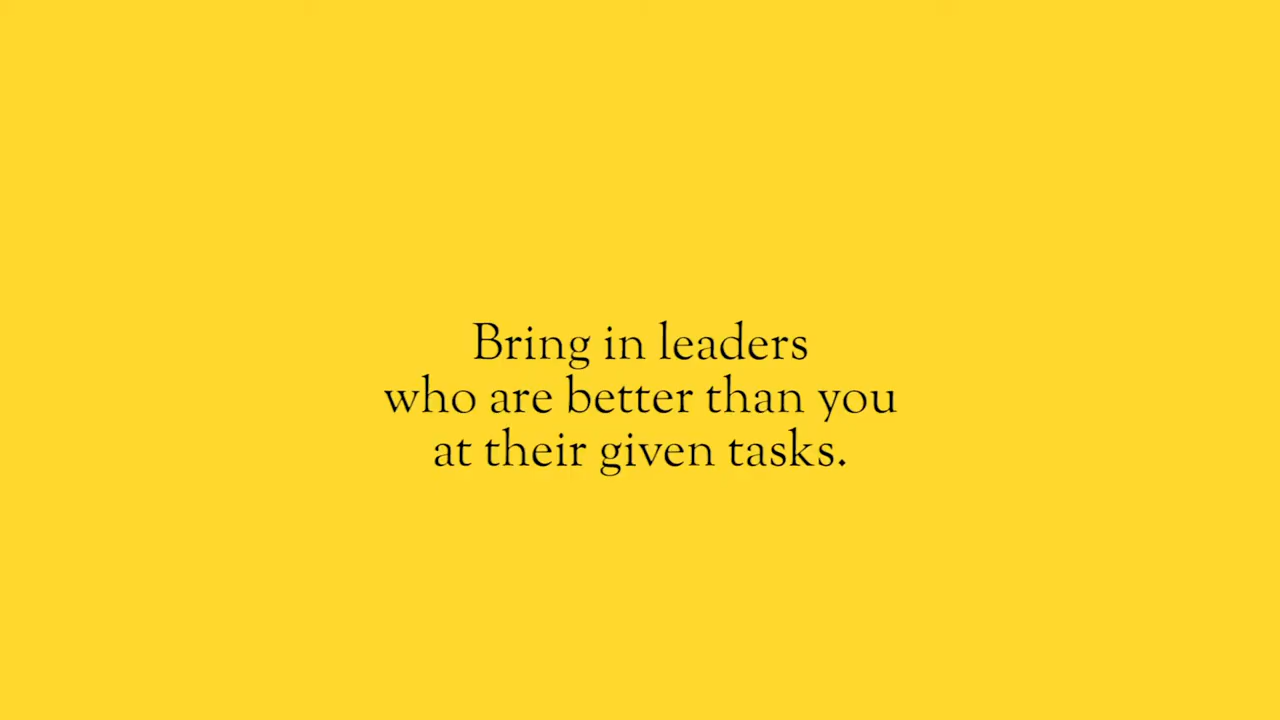 Bring in leaders
who are better than you
at their given tasks.